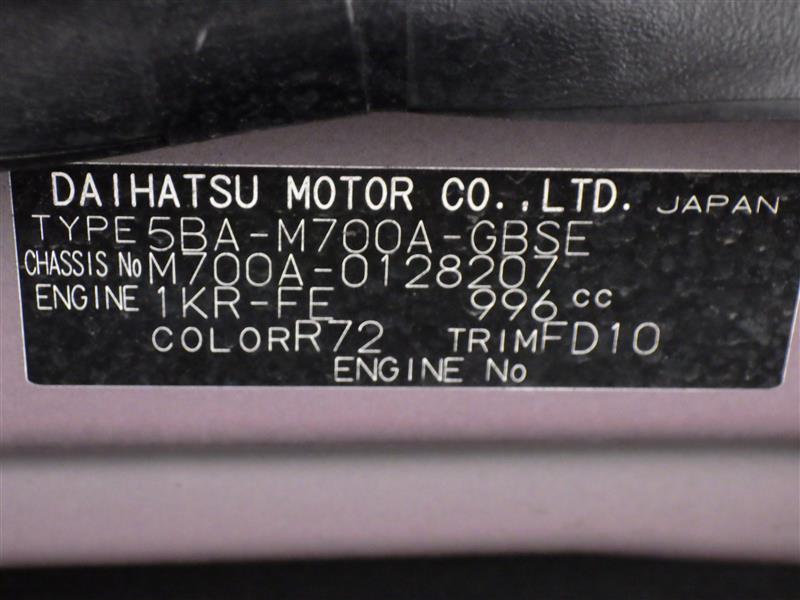 DAIHATSU MOTOR CO.,LTD. JAPAN
TYPE 5BA-M700A-GBSE
CHASSIS No M700A-0128207
ENGINE 1KR-FE 996 cc
COLOR R72 TRIM FD10
ENGINE No